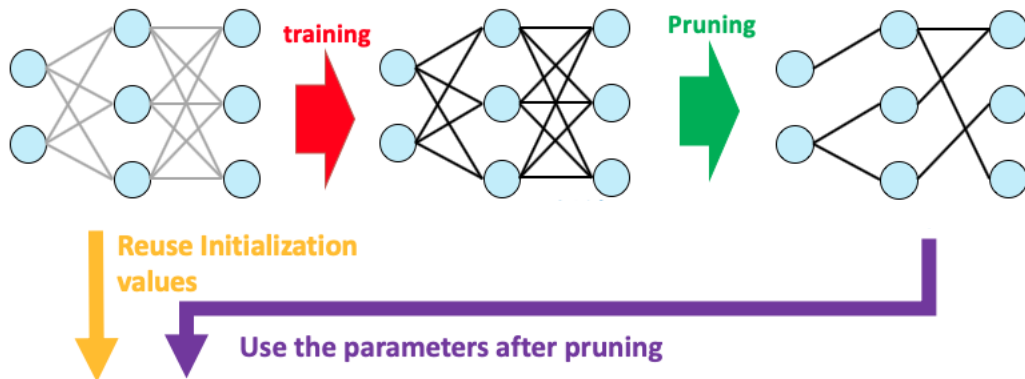 training
Pruning
Reuse Initialization
values
Use the parameters after pruning